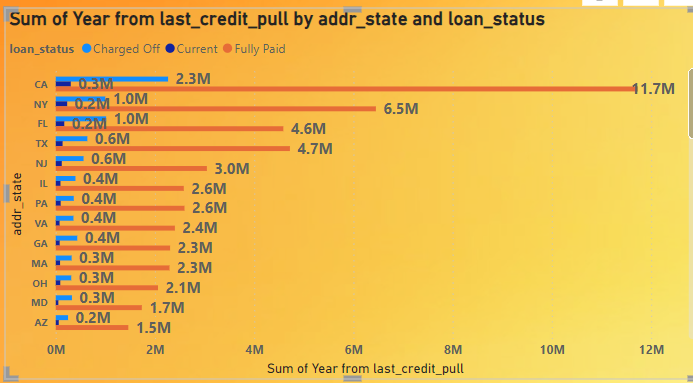 Sum of Year from last_credit_pull by addr_state and loan_status
loan_status Charged Off Current Fully Paid
CA 2.3M 0.3M 11.7M
NY 1.0M 0.2M 6.5M
FL 1.0M 0.2M 4.6M
TX 0.6M 4.7M
NJ 0.6M 3.0M
IL 0.4M 2.6M
PA 0.4M 2.6M
VA 0.4M 2.4M
GA 0.4M 2.3M
MA 0.3M 2.3M
OH 0.3M 2.1M
MD 0.3M 1.7M
AZ 0.2M 1.5M
addr_state
0M 2M 4M 6M 8M 10M 12M
Sum of Year from last_credit_pull